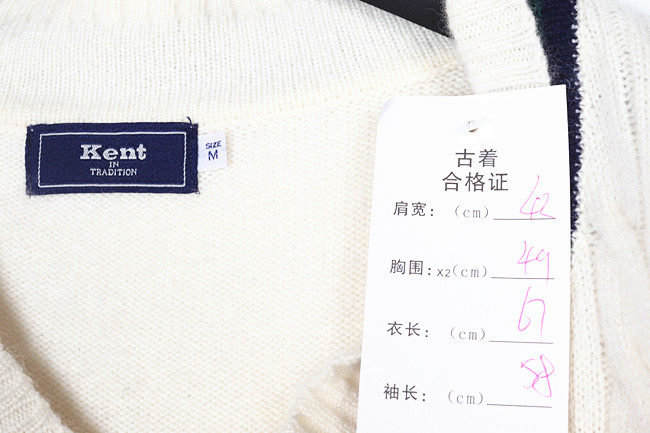 Kent
IN
TRADITION
SIZE
M
古着
合格证
肩宽：（cm） 42
胸围：x2（cm） 49
衣长：（cm） 67
袖长：（cm） 58